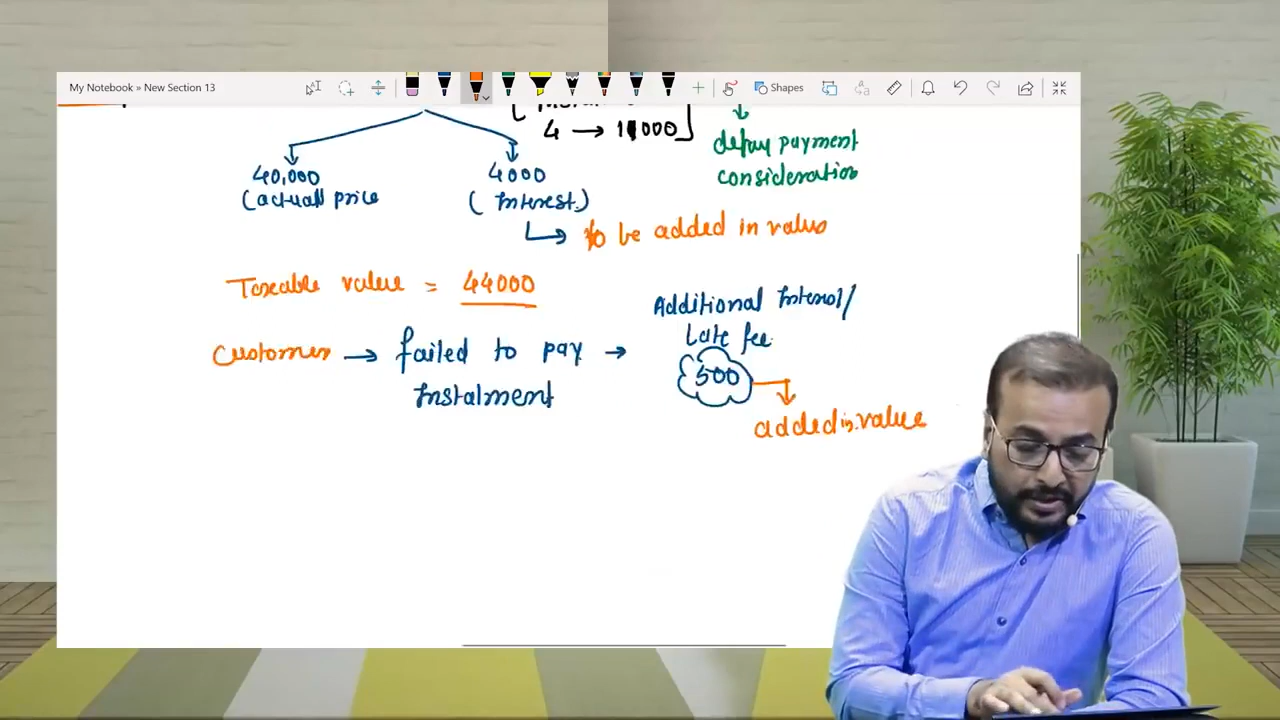 My Notebook » New Section 13
Shapes
4 → 11000
defray payment
consideration
40,000
(actual price
4000
(Interest)
to be added in value
Taxable value = 44000
Additional Interest/
Late fee
Customer → failed to pay →
Instalment
500
added in value